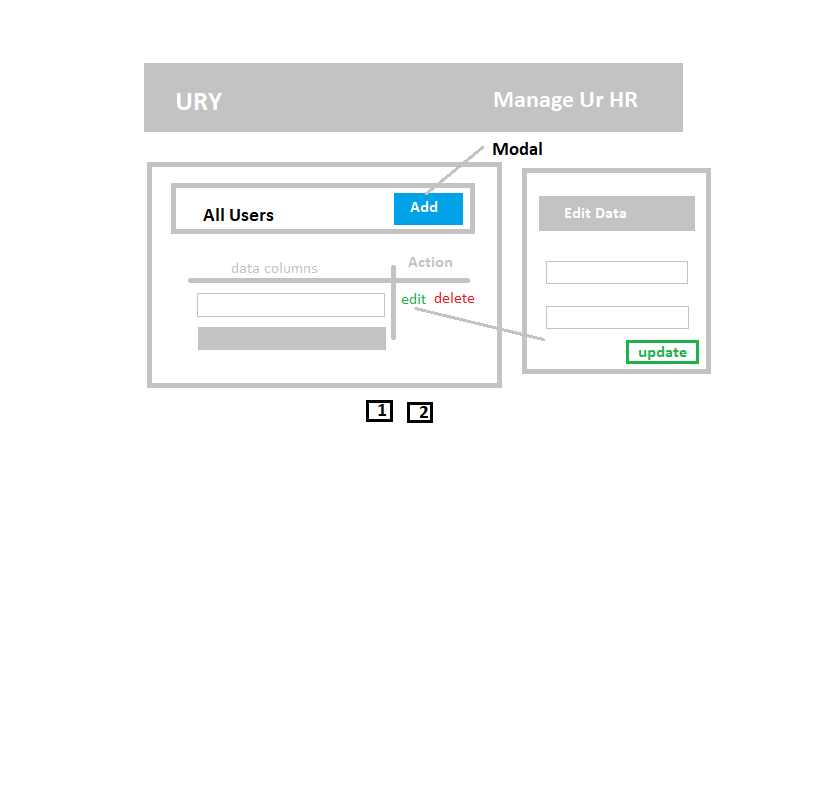 URY
Manage Ur HR
Modal
All Users
Add
Edit Data
data columns
Action
edit
delete
update
1
2